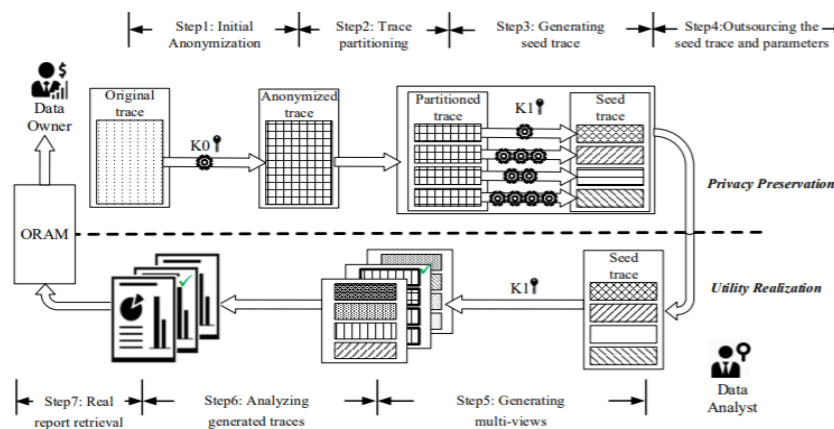 Step1: Initial
Anonymization
Step2: Trace
partitioning
Step3: Generating
seed trace
Step4:Outsourcing the
seed trace and parameters
Data
Owner
Original
trace
K0
Anonymized
trace
Partitioned
trace
K1
Seed
trace
Privacy Preservation
ORAM
Utility Realization
K1
Seed
trace
Data
Analyst
Step7: Real
report retrieval
Step6: Analyzing
generated traces
Step5: Generating
multi-views